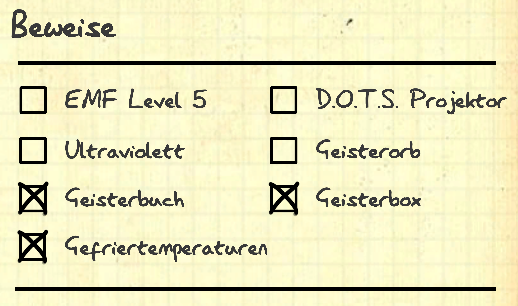 Beweise
EMF Level 5
D.O.T.S. Projektor
Ultraviolett
Geisterorb
Geisterbuch
Geisterbox
Gefriertemperaturen